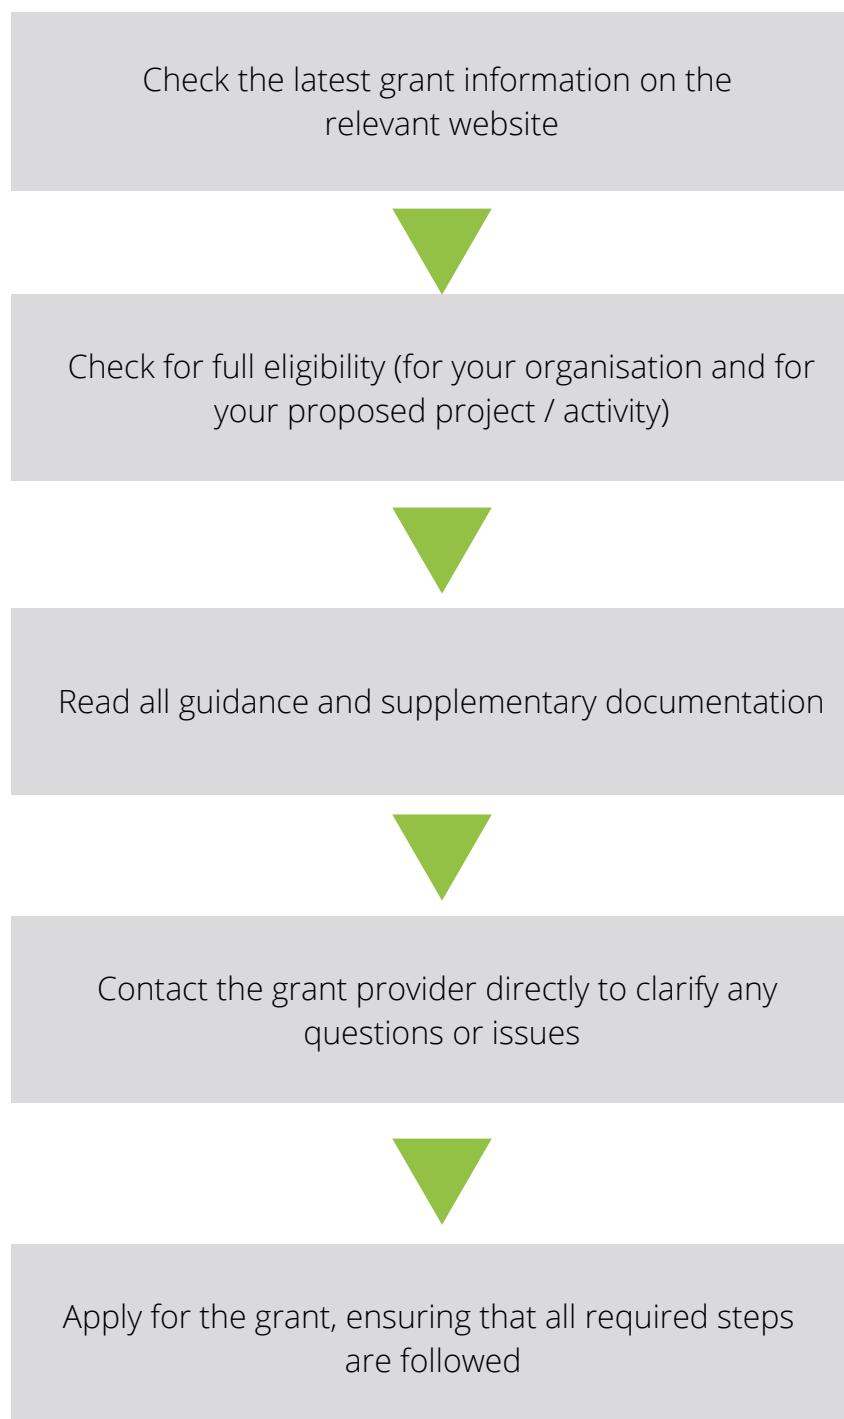 Check the latest grant information on the
relevant website
Check for full eligibility (for your organisation and for
your proposed project / activity)
Read all guidance and supplementary documentation
Contact the grant provider directly to clarify any
questions or issues
Apply for the grant, ensuring that all required steps
are followed